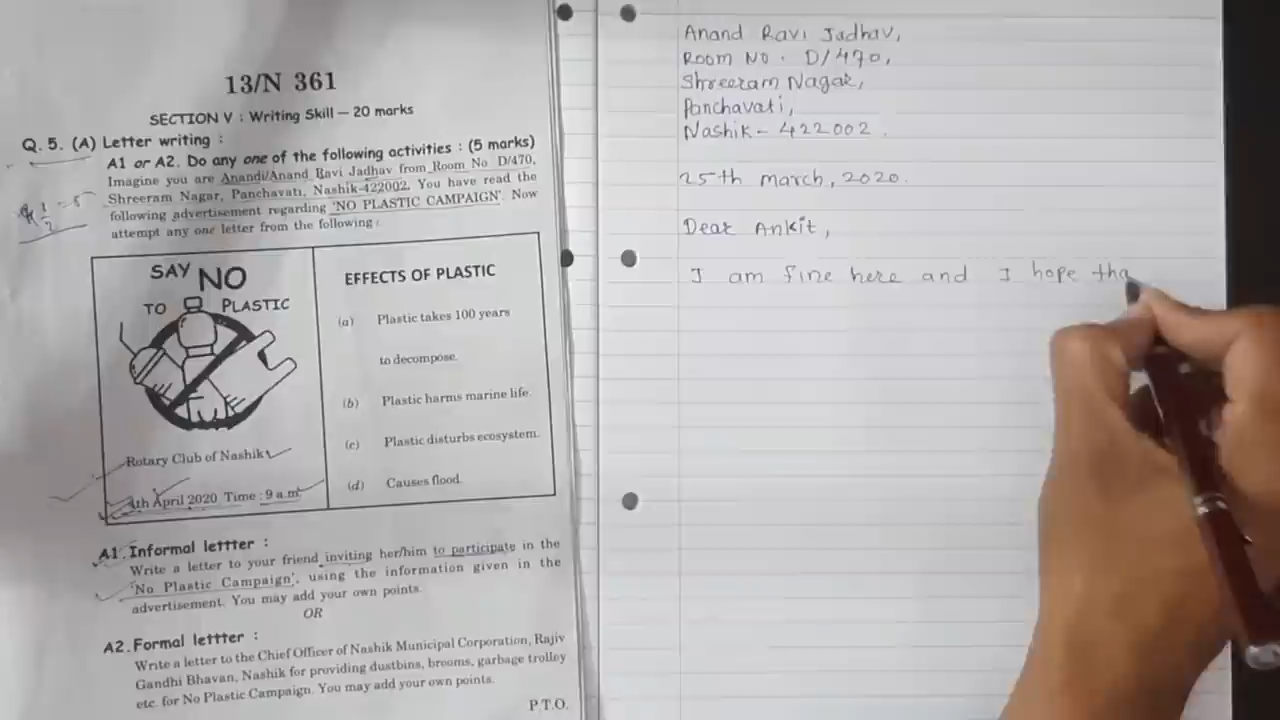 13/N 361
SECTION V : Writing Skill – 20 marks
Q. 5. (A) Letter writing :
A1 or A2. Do any one of the following activities : (5 marks)
Imagine you are Anandi/Anand Ravi Jadhav from Room No D/470,
Shreeram Nagar, Panchavati, Nashik-422002. You have read the
following advertisement regarding 'NO PLASTIC CAMPAIGN'. Now
attempt any one letter from the following :
SAY NO
TO PLASTIC
Rotary Club of Nashik
4th April 2020 Time : 9 a.m.
EFFECTS OF PLASTIC
(a) Plastic takes 100 years
to decompose.
(b) Plastic harms marine life.
(c) Plastic disturbs ecosystem.
(d) Causes flood.
A1. Informal lettter :
Write a letter to your friend inviting her/him to participate in the
'No Plastic Campaign', using the information given in the
advertisement. You may add your own points.
OR
A2. Formal lettter :
Write a letter to the Chief Officer of Nashik Municipal Corporation, Rajiv
Gandhi Bhavan, Nashik for providing dustbins, brooms, garbage trolley
etc. for No Plastic Campaign. You may add your own points.
P.T.O.
Anand Ravi Jadhav,
Room No. D/470,
Shreeram Nagar,
Panchavati,
Nashik - 422002.
25th march, 2020.
Dear Ankit,
I am fine here and I hope tha